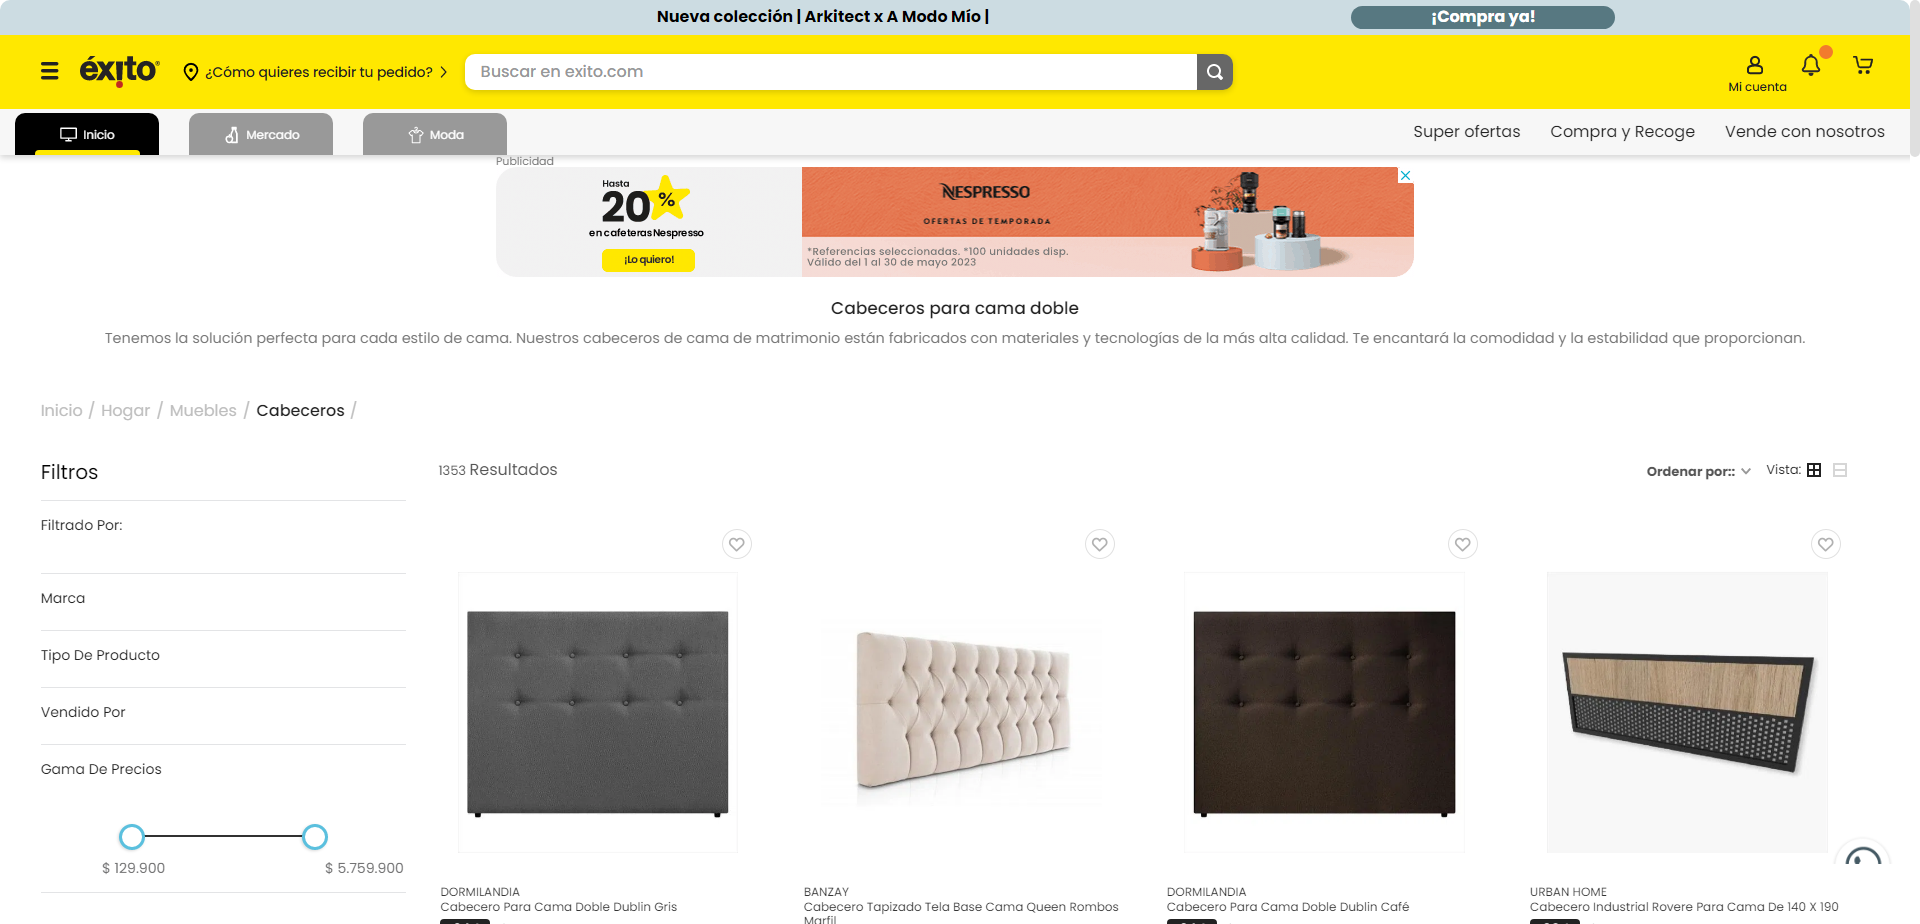 Nueva colección | Arkitect x A Modo Mío |
¡Compra ya!
éxito
¿Cómo quieres recibir tu pedido?
Buscar en exito.com
Mi cuenta
Inicio
Mercado
Moda
Super ofertas
Compra y Recoge
Vende con nosotros
Publicidad
Hasta
20 %
en cafeteras Nespresso
¡Lo quiero!
NESPRESSO
OFERTAS DE TEMPORADA
*Referencias seleccionadas. *100 unidades disp.
Válido del 1 al 30 de mayo 2023
Cabeceros para cama doble
Tenemos la solución perfecta para cada estilo de cama. Nuestros cabeceros de cama de matrimonio están fabricados con materiales y tecnologías de la más alta calidad. Te encantará la comodidad y la estabilidad que proporcionan.
Inicio / Hogar / Muebles / Cabeceros /
Filtros
1353 Resultados
Ordenar por::
Vista:
Filtrado Por:
Marca
Tipo De Producto
Vendido Por
Gama De Precios
$ 129.900
$ 5.759.900
DORMILANDIA
Cabecero Para Cama Doble Dublin Gris
BANZAY
Cabecero Tapizado Tela Base Cama Queen Rombos
Marfil
DORMILANDIA
Cabecero Para Cama Doble Dublin Café
URBAN HOME
Cabecero Industrial Rovere Para Cama De 140 X 190